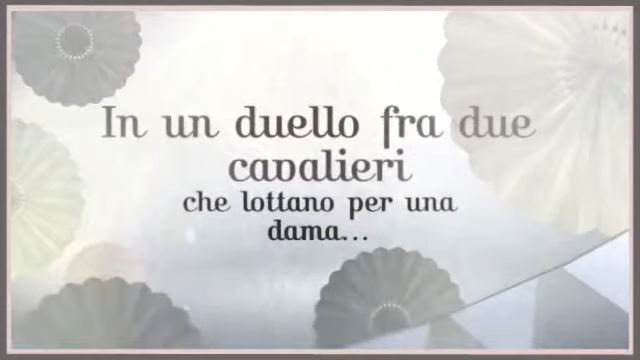 In un duello fra due
cavalieri
che lottano per una
dama...